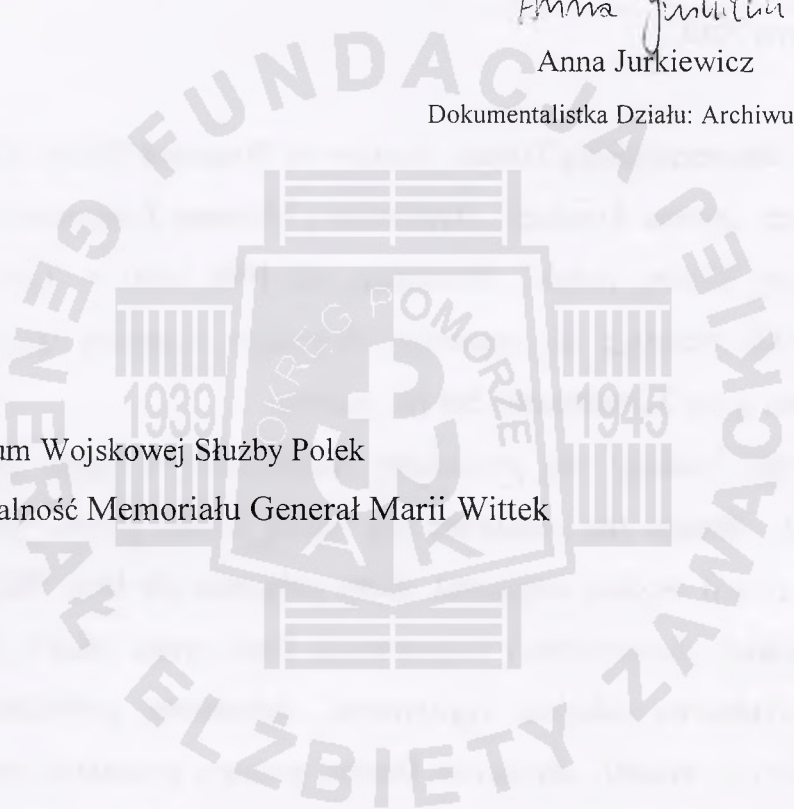 Anna Jurkiewicz
Anna Jurkiewicz
Dokumentalistka Działu: Archiwu
FUNDACJA GENERAŁ ELŻBIETY ZAWACKIEJ
OKRĘG POMORZE
1939
1945
AK
um Wojskowej Służby Polek
alność Memoriału Generał Marii Wittek